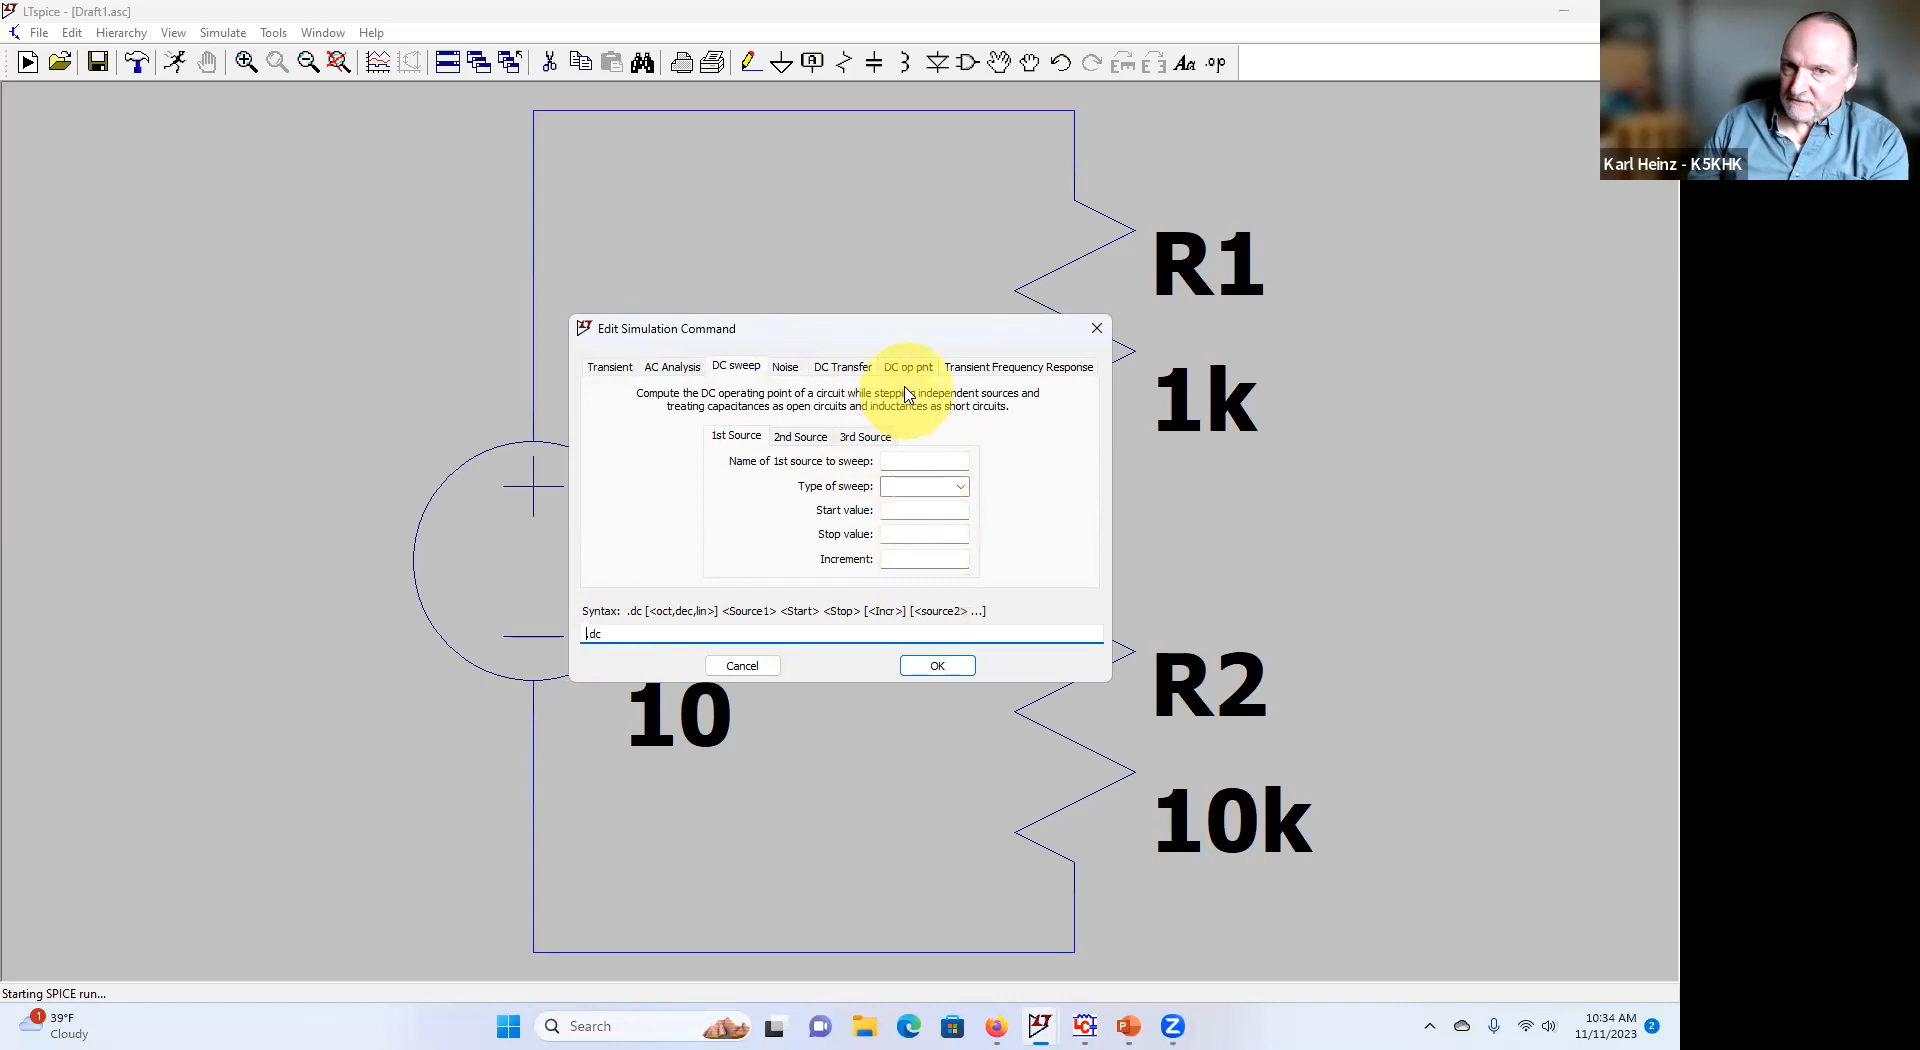 LTspice - [Draft1.asc]
File Edit Hierarchy View Simulate Tools Window Help
Aa .op
Karl Heinz - K5KHK
R1
1k
Edit Simulation Command
Transient AC Analysis DC sweep Noise DC Transfer DC op pnt Transient Frequency Response
Compute the DC operating point of a circuit while stepping independent sources and
treating capacitances as open circuits and inductances as short circuits.
1st Source 2nd Source 3rd Source
Name of 1st source to sweep:
Type of sweep:
Start value:
Stop value:
Increment:
Syntax: .dc [<oct,dec,lin>] <Source1> <Start> <Stop> [<Incr>] [<source2> ...]
.dc
Cancel OK
10
R2
10k
Starting SPICE run...
1
39°F
Cloudy
Search
10:34 AM
11/11/2023
2